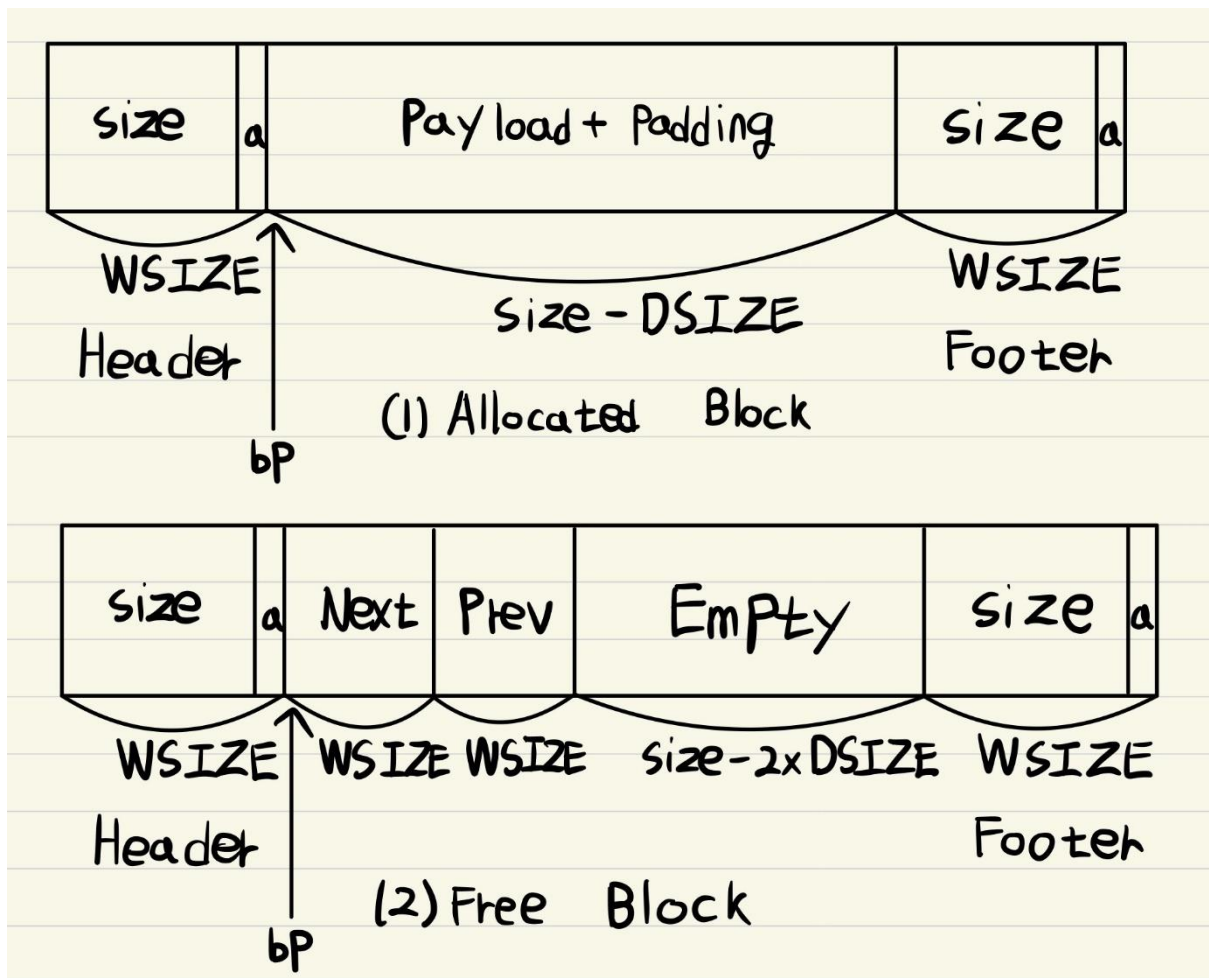 size a Payload + Padding size a
WSIZE WSIZE
size - DSIZE
Header Footer
(1) Allocated Block
bp
size a Next Prev Empty size a
WSIZE WSIZE WSIZE size - 2x DSIZE WSIZE
Header Footer
(2) Free Block
bp